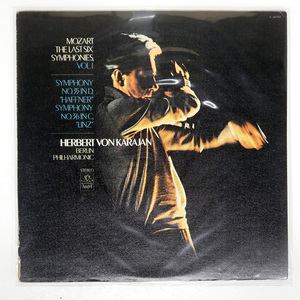 MOZART
THE LAST SIX
SYMPHONIES,
VOL.1
SYMPHONY
NO.35 IN D,
"HAFFNER"
SYMPHONY
NO.36 IN C,
"LINZ"
HERBERT VON KARAJAN
BERLIN
PHILHARMONIC
STEREO
Angel